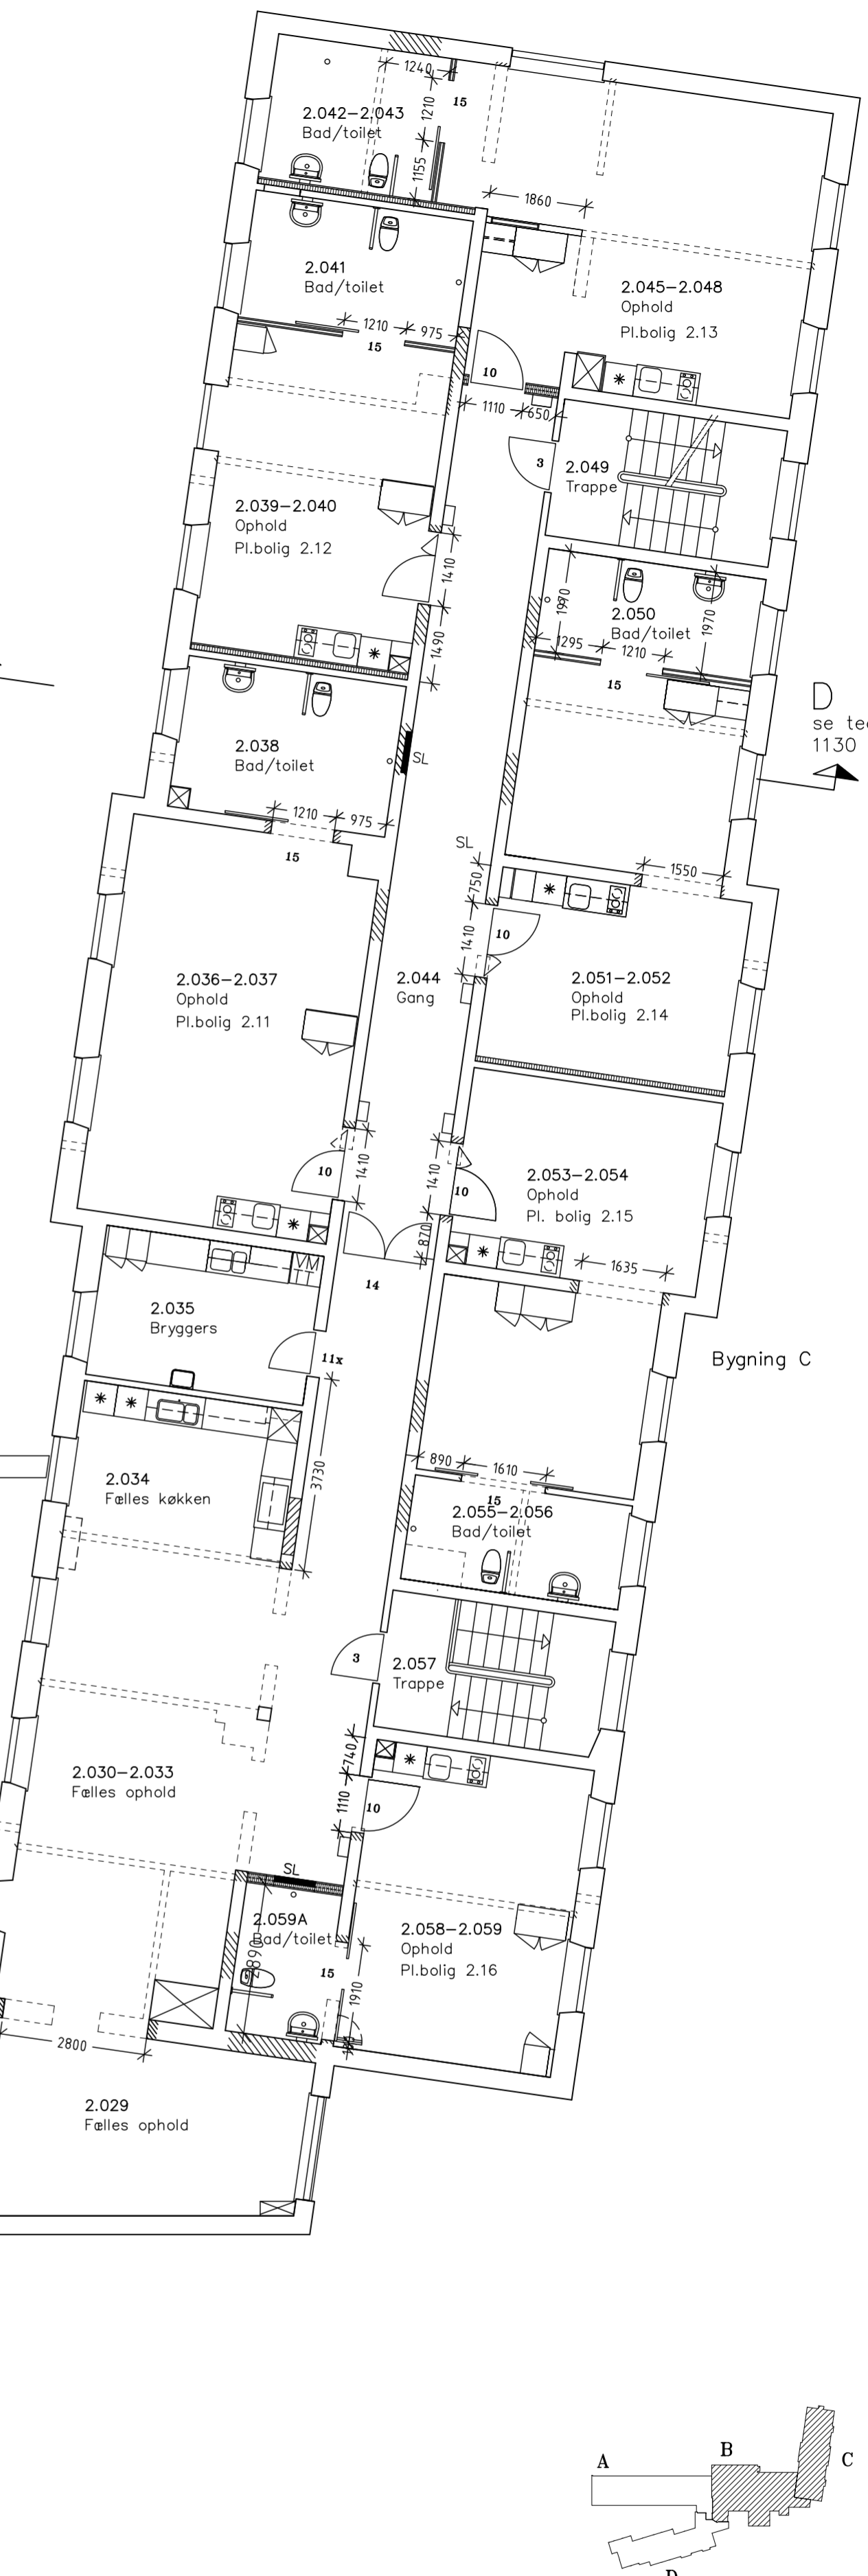 1240
15
1210
2.042–2.043
Bad/toilet
1155
1860
2.041
Bad/toilet
2.045–2.048
Ophold
Pl.bolig 2.13
1210
975
15
10
1110
650
3
2.049
Trappe
2.039–2.040
Ophold
Pl.bolig 2.12
1410
1970
2.050
Bad/toilet
1970
1490
1295
1210
15
D
se te
1130
2.038
Bad/toilet
SL
1210
975
15
SL
750
1550
1410
10
2.036–2.037
Ophold
Pl.bolig 2.11
2.044
Gang
2.051–2.052
Ophold
Pl.bolig 2.14
10
1410
1410
10
2.053–2.054
Ophold
Pl. bolig 2.15
870
1635
VM
TT
14
2.035
Bryggers
11x
Bygning C
3730
890
1610
2.034
Fælles køkken
15
2.055–2.056
Bad/toilet
3
2.057
Trappe
740
2.030–2.033
Fælles ophold
1110
10
SL
2.059A
Bad/toilet
2890
15
2.058–2.059
Ophold
Pl.bolig 2.16
1910
2800
2.029
Fælles ophold
A
B
C
D